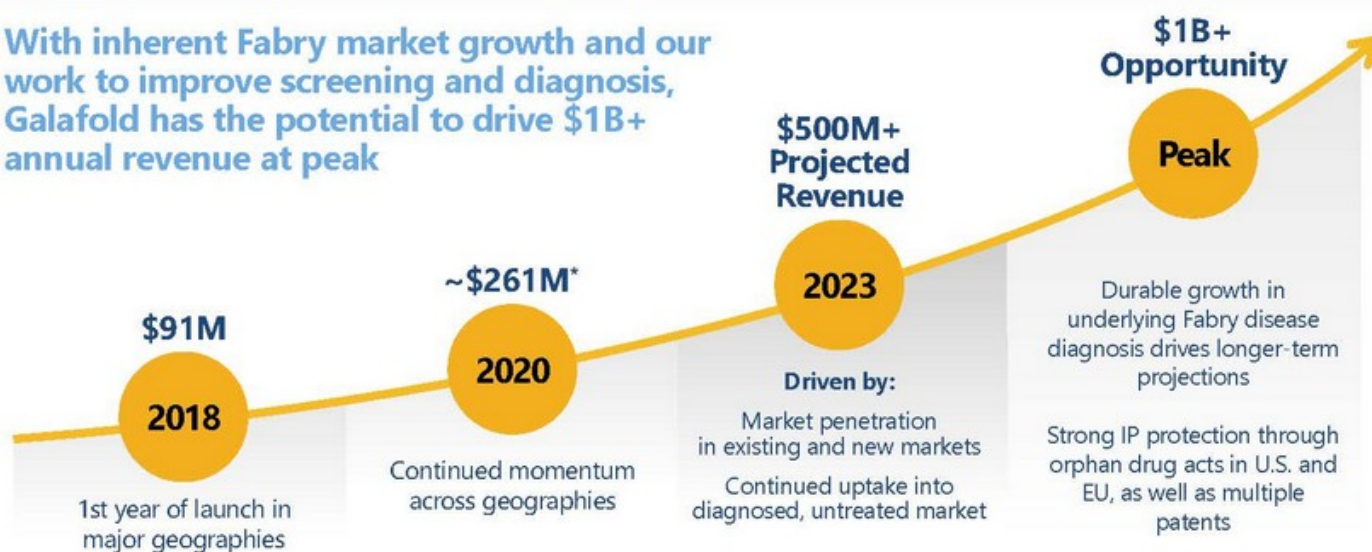 With inherent Fabry market growth and our
work to improve screening and diagnosis,
Galafold has the potential to drive $1B+
annual revenue at peak
$91M
2018
1st year of launch in
major geographies
~$261M*
2020
Continued momentum
across geographies
$500M+
Projected
Revenue
2023
Driven by:
Market penetration
in existing and new markets
Continued uptake into
diagnosed, untreated market
$1B+
Opportunity
Peak
Durable growth in
underlying Fabry disease
diagnosis drives longer-term
projections
Strong IP protection through
orphan drug acts in U.S. and
EU, as well as multiple
patents